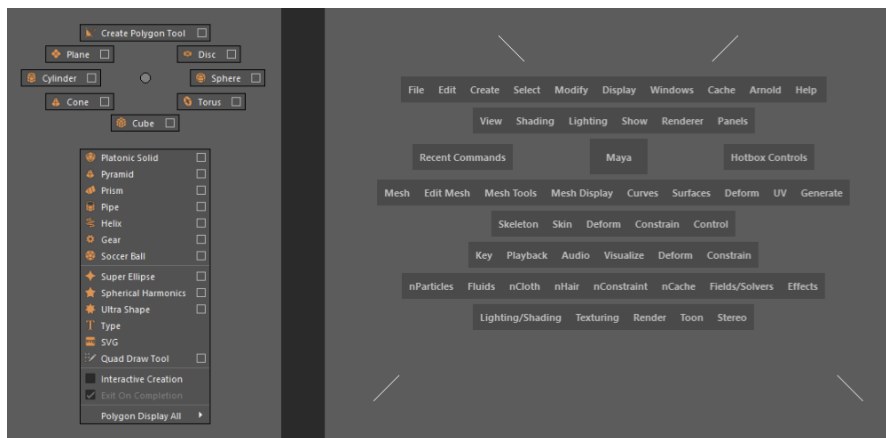 Create Polygon Tool
Plane Disc
Cylinder Sphere
Cone Torus
Cube
Platonic Solid
Pyramid
Prism
Pipe
Helix
Gear
Soccer Ball
Super Ellipse
Spherical Harmonics
Ultra Shape
Type
SVG
Quad Draw Tool
Interactive Creation
Exit On Completion
Polygon Display All
File Edit Create Select Modify Display Windows Cache Arnold Help
View Shading Lighting Show Renderer Panels
Recent Commands Maya Hotbox Controls
Mesh Edit Mesh Mesh Tools Mesh Display Curves Surfaces Deform UV Generate
Skeleton Skin Deform Constrain Control
Key Playback Audio Visualize Deform Constrain
nParticles Fluids nCloth nHair nConstraint nCache Fields/Solvers Effects
Lighting/Shading Texturing Render Toon Stereo